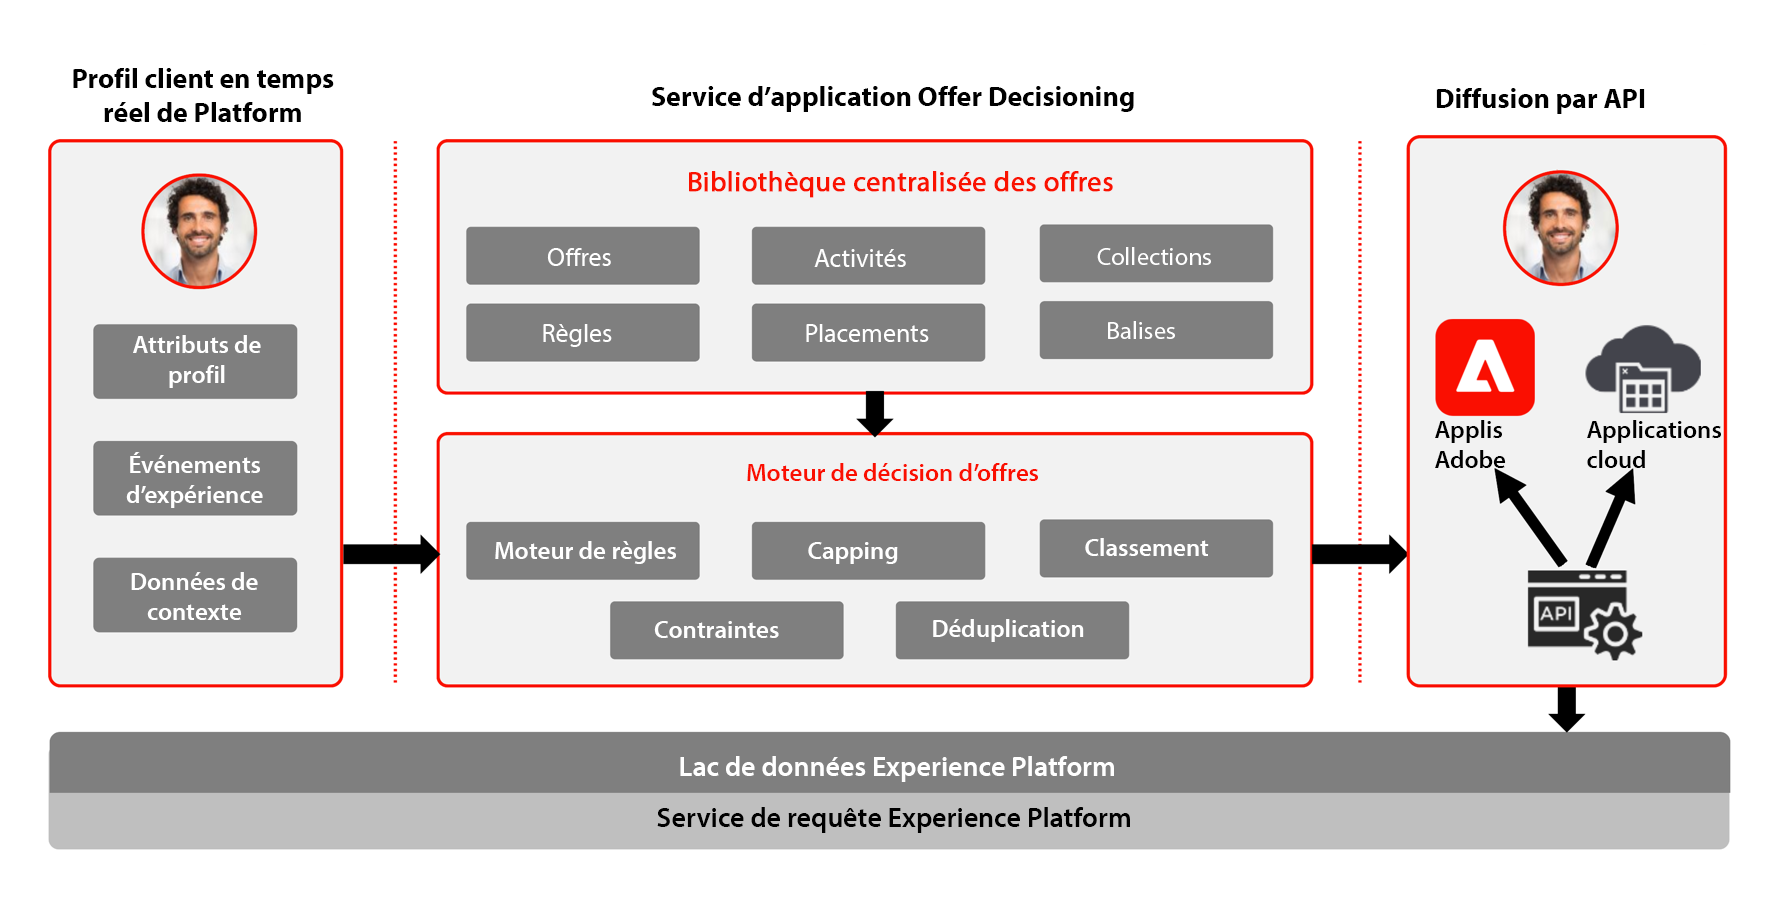 Profil client en temps
réel de Platform
Attributs de
profil
Événements
d’expérience
Données de
contexte
Service d’application Offer Decisioning
Bibliothèque centralisée des offres
Offres
Activités
Collections
Règles
Placements
Balises
Moteur de décision d’offres
Moteur de règles
Capping
Classement
Contraintes
Déduplication
Diffusion par API
Applis
Adobe
Applications
cloud
API
Lac de données Experience Platform
Service de requête Experience Platform